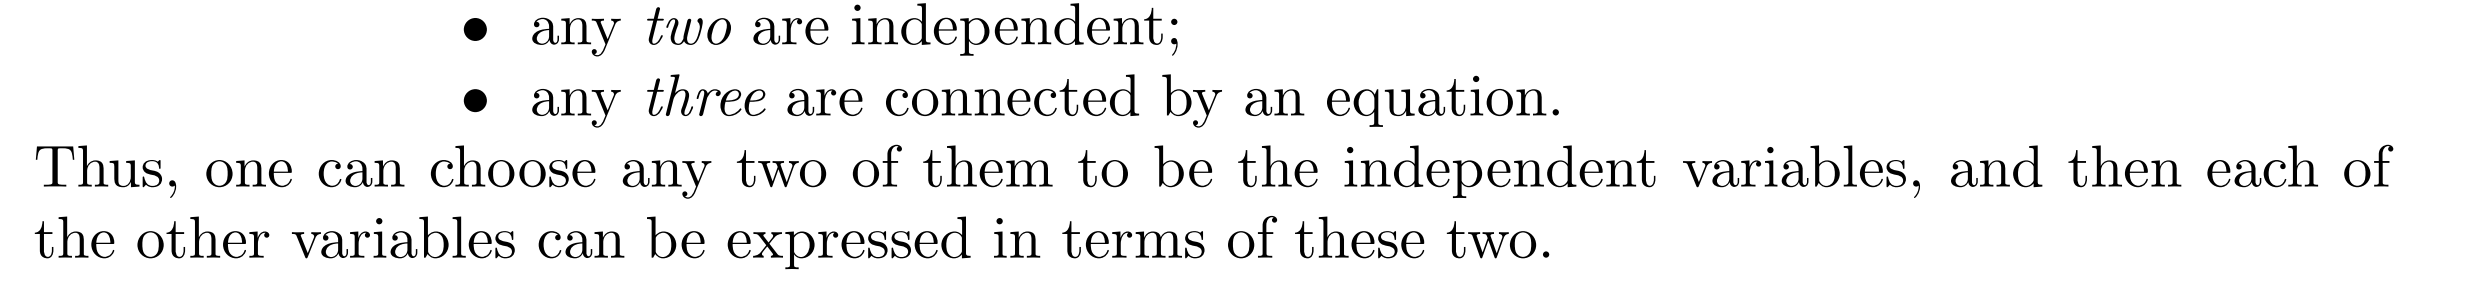 • any two are independent;
• any three are connected by an equation.
Thus, one can choose any two of them to be the independent variables, and then each of
the other variables can be expressed in terms of these two.